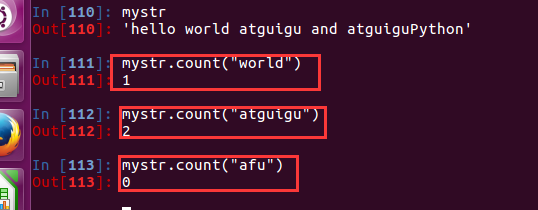 In [110]: mystr
Out[110]: 'hello world atguigu and atguiguPython'
In [111]: mystr.count("world")
Out[111]: 1
In [112]: mystr.count("atguigu")
Out[112]: 2
In [113]: mystr.count("afu")
Out[113]: 0